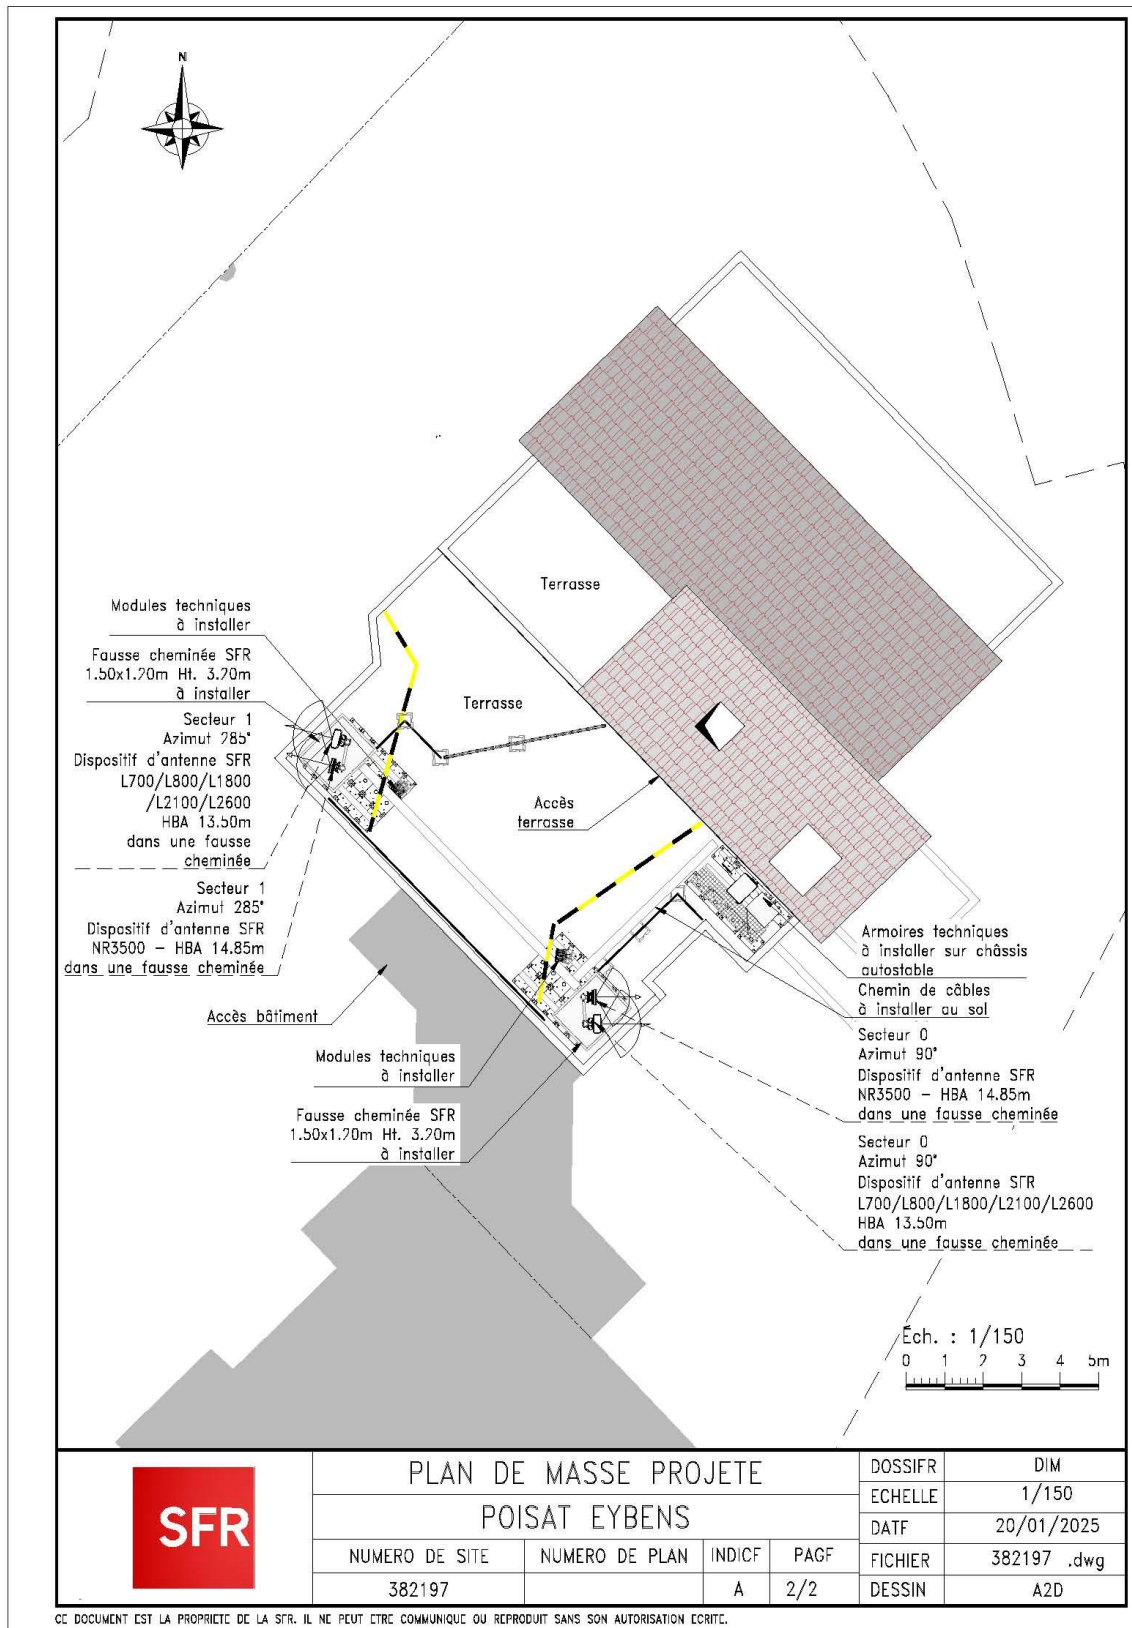 N
Terrasse
Modules techniques
à installer
Fausse cheminée SFR
1.50x1.20m Ht. 3.20m
à installer
Secteur 1
Azimut 285°
Dispositif d'antenne SFR
L700/L800/L1800
/L2100/L2600
HBA 13.50m
dans une fausse
cheminée
Secteur 1
Azimut 285°
Dispositif d'antenne SFR
NR3500 – HBA 14.85m
dans une fausse cheminée
Terrasse
Accès
terrasse
Accès bâtiment
Modules techniques
à installer
Fausse cheminée SFR
1.50x1.20m Ht. 3.20m
à installer
Armoires techniques
à installer sur châssis
autostable
Chemin de câbles
à installer au sol
Secteur 0
Azimut 90°
Dispositif d'antenne SFR
NR3500 – HBA 14.85m
dans une fausse cheminée
Secteur 0
Azimut 90°
Dispositif d'antenne SFR
L700/L800/L1800/L2100/L2600
HBA 13.50m
dans une fausse cheminée
Éch. : 1/150
0 1 2 3 4 5m
SFR
PLAN DE MASSE PROJETE
POISAT EYBENS
NUMERO DE SITE NUMERO DE PLAN INDICE PAGE
382197 A 2/2
DOSSIER DIM
ECHELLE 1/150
DATE 20/01/2025
FICHIER 382197 .dwg
DESSIN A2D
CE DOCUMENT EST LA PROPRIETE DE LA SFR. IL NE PEUT ETRE COMMUNIQUE OU REPRODUIT SANS SON AUTORISATION ECRITE.